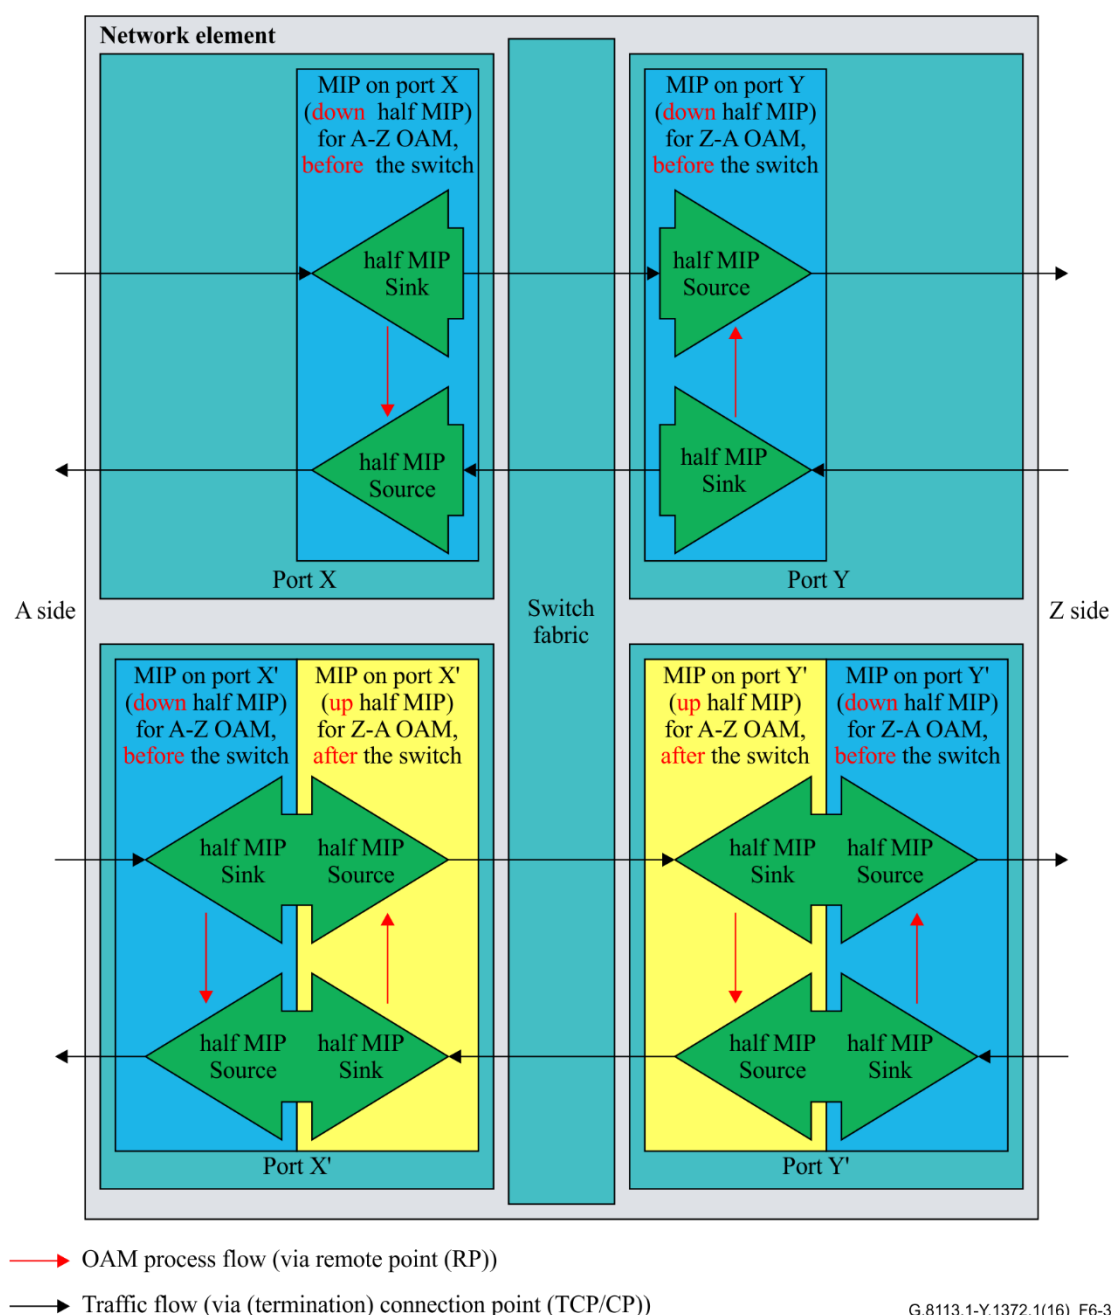 Network element
MIP on port X
(down half MIP)
for A-Z OAM,
before the switch
MIP on port Y
(down half MIP)
for Z-A OAM,
before the switch
half MIP
Sink
half MIP
Source
half MIP
Source
half MIP
Sink
Port X
Port Y
A side
Switch
fabric
Z side
MIP on port X'
(down half MIP)
for A-Z OAM,
before the switch
MIP on port X'
(up half MIP)
for Z-A OAM,
after the switch
MIP on port Y'
(up half MIP)
for A-Z OAM,
after the switch
MIP on port Y'
(down half MIP)
for Z-A OAM,
before the switch
half MIP
Sink
half MIP
Source
half MIP
Sink
half MIP
Source
half MIP
Source
half MIP
Sink
half MIP
Source
half MIP
Sink
Port X'
Port Y'
OAM process flow (via remote point (RP))
Traffic flow (via (termination) connection point (TCP/CP))
G.8113.1-Y.1372.1(16)_F6-3